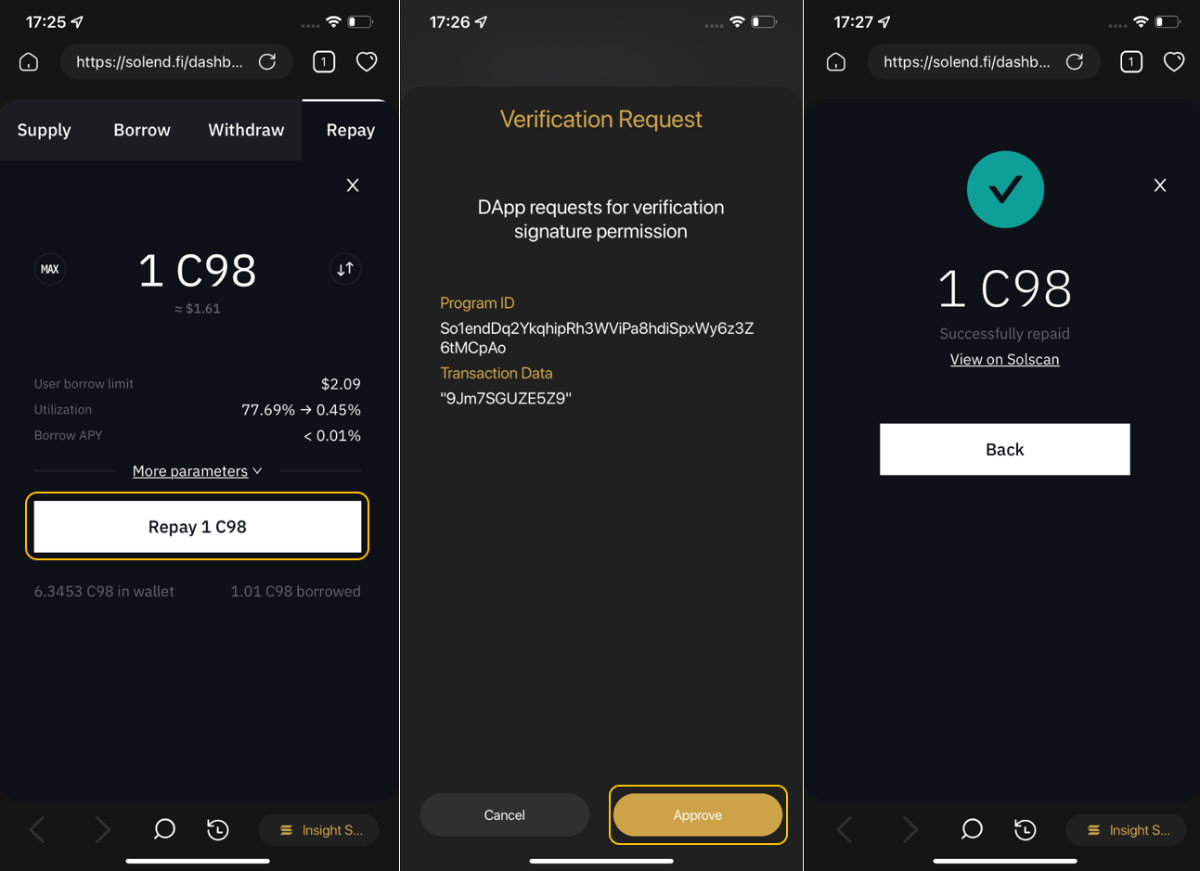 17:25
https://solend.fi/dashb...
1
Supply Borrow Withdraw Repay
X
MAX
1 C98
≈ $1.61
User borrow limit $2.09
Utilization 77.69% → 0.45%
Borrow APY < 0.01%
More parameters
Repay 1 C98
6.3453 C98 in wallet 1.01 C98 borrowed
Insight S...
17:26
Verification Request
DApp requests for verification
signature permission
Program ID
So1endDq2YkqhipRh3WViPa8hdiSpxWy6z3Z
6tMCpAo
Transaction Data
"9Jm7SGUZE5Z9"
Cancel Approve
17:27
https://solend.fi/dashb...
1
X
1 C98
Successfully repaid
View on Solscan
Back
Insight S...